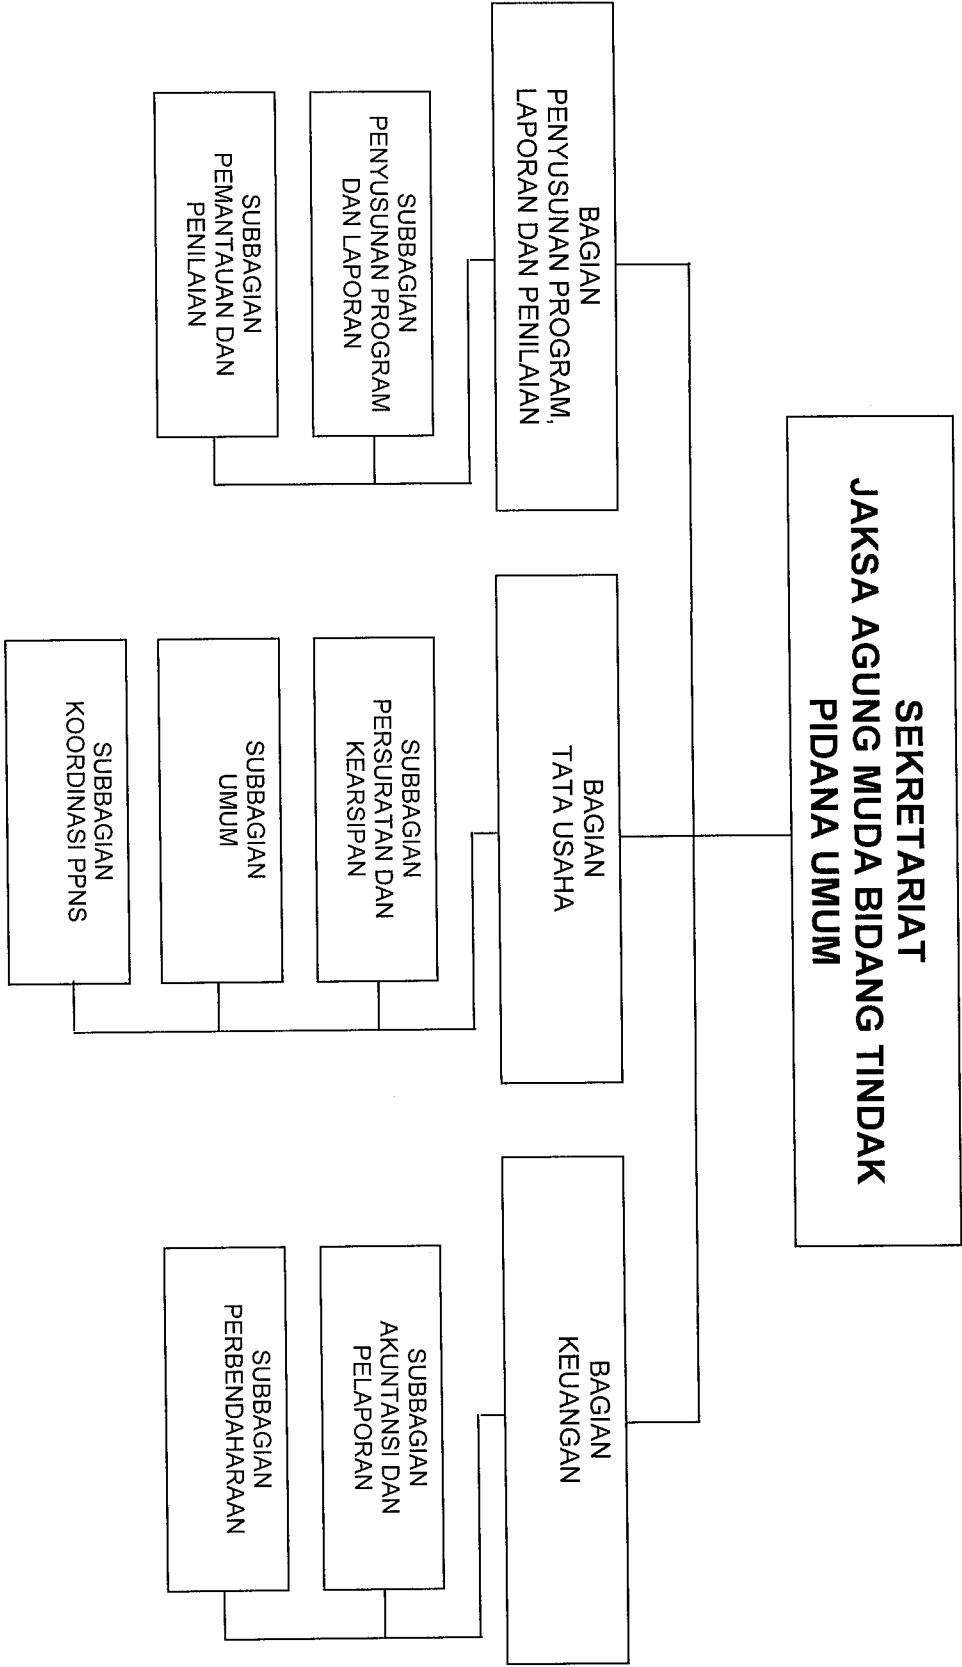 SEKRETARIAT
JAKSA AGUNG MUDA BIDANG TINDAK
PIDANA UMUM
BAGIAN
PENYUSUNAN PROGRAM,
LAPORAN DAN PENILAIAN
SUBBAGIAN
PENYUSUNAN PROGRAM
DAN LAPORAN
SUBBAGIAN
PEMANTAUAN DAN
PENILAIAN
BAGIAN
TATA USAHA
SUBBAGIAN
PERSURATAN DAN
KEARSIPAN
SUBBAGIAN
UMUM
SUBBAGIAN
KOORDINASI PPNS
BAGIAN
KEUANGAN
SUBBAGIAN
AKUNTANSI DAN
PELAPORAN
SUBBAGIAN
PERBENDAHARAAN